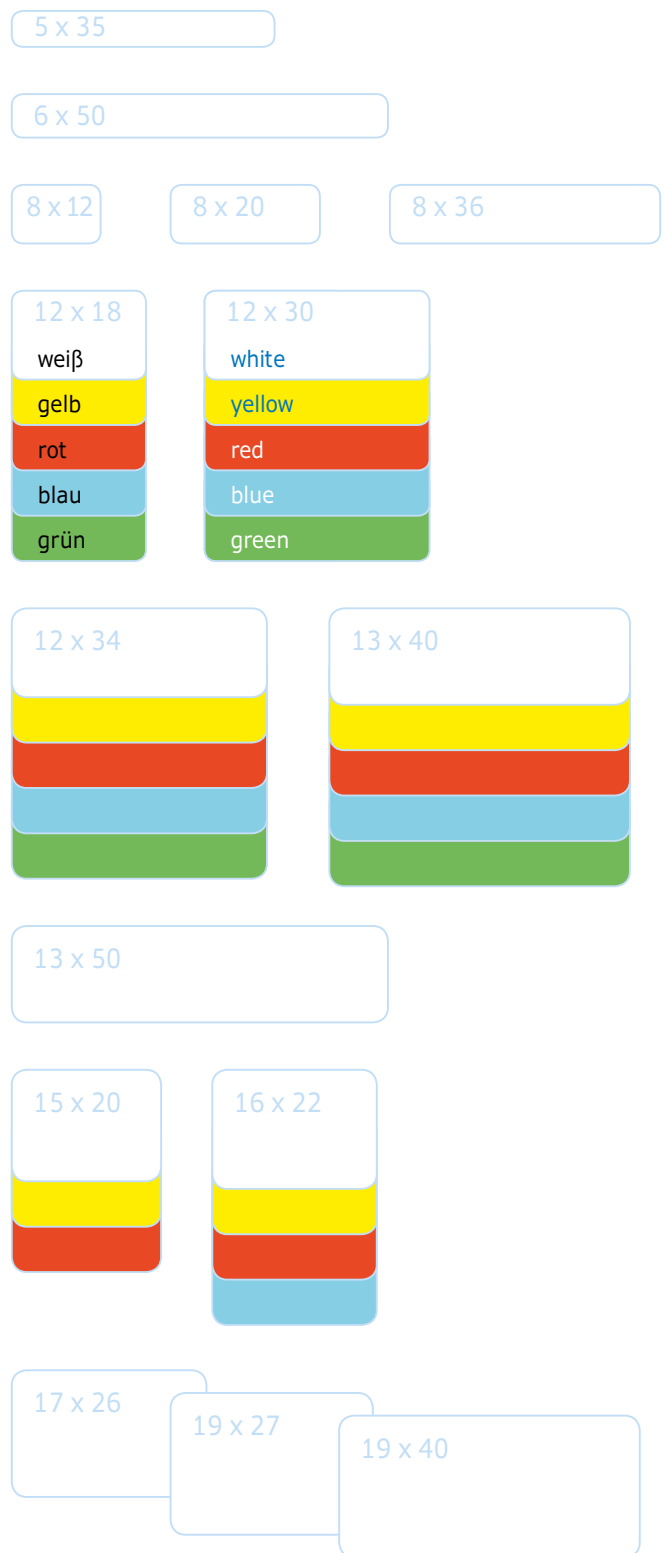 5 x 35
6 x 50
8 x 12
8 x 20
8 x 36
12 x 18
weiß
gelb
rot
blau
grün
12 x 30
white
yellow
red
blue
green
12 x 34
13 x 40
13 x 50
15 x 20
16 x 22
17 x 26
19 x 27
19 x 40